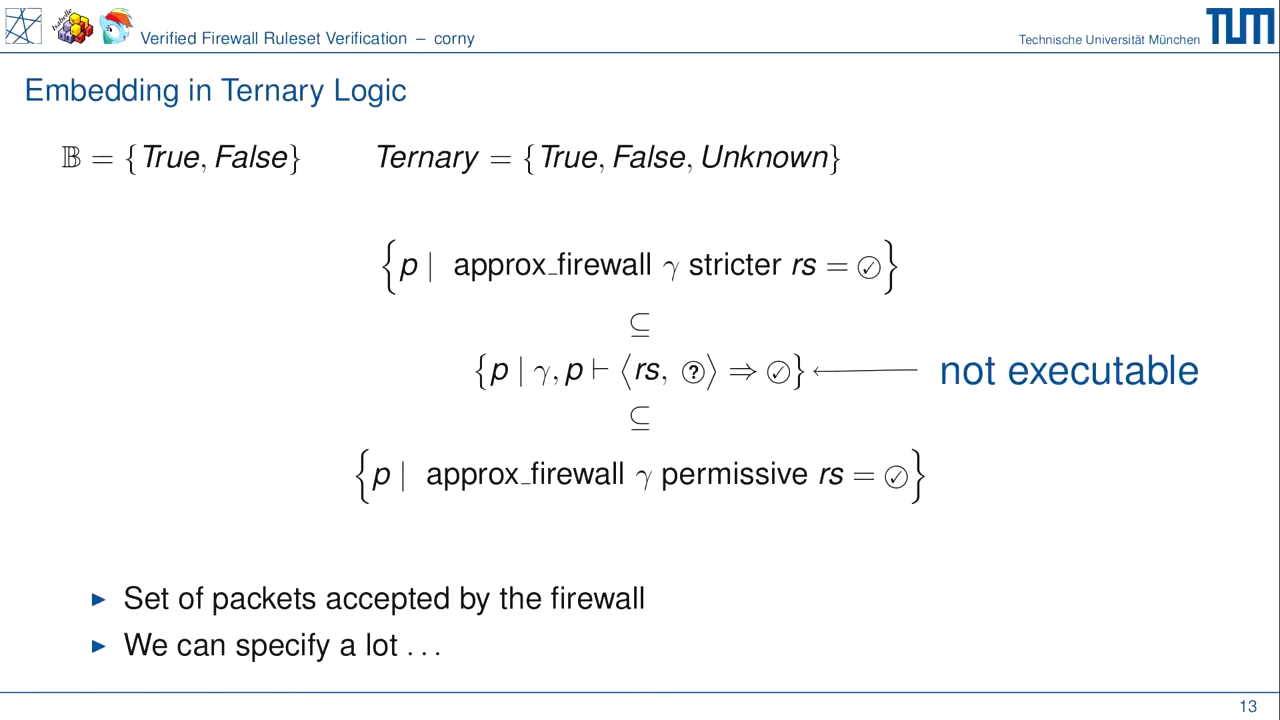 Isabelle
Verified Firewall Ruleset Verification – corny
Technische Universität München
TUM
Embedding in Ternary Logic
𝔹 = {True, False} Ternary = {True, False, Unknown}
{p | approx_firewall γ stricter rs = ✓}
⊆
{p | γ, p ⊢ ⟨rs, ?⟩ ⇒ ✓} not executable
⊆
{p | approx_firewall γ permissive rs = ✓}
Set of packets accepted by the firewall
We can specify a lot . . .
13